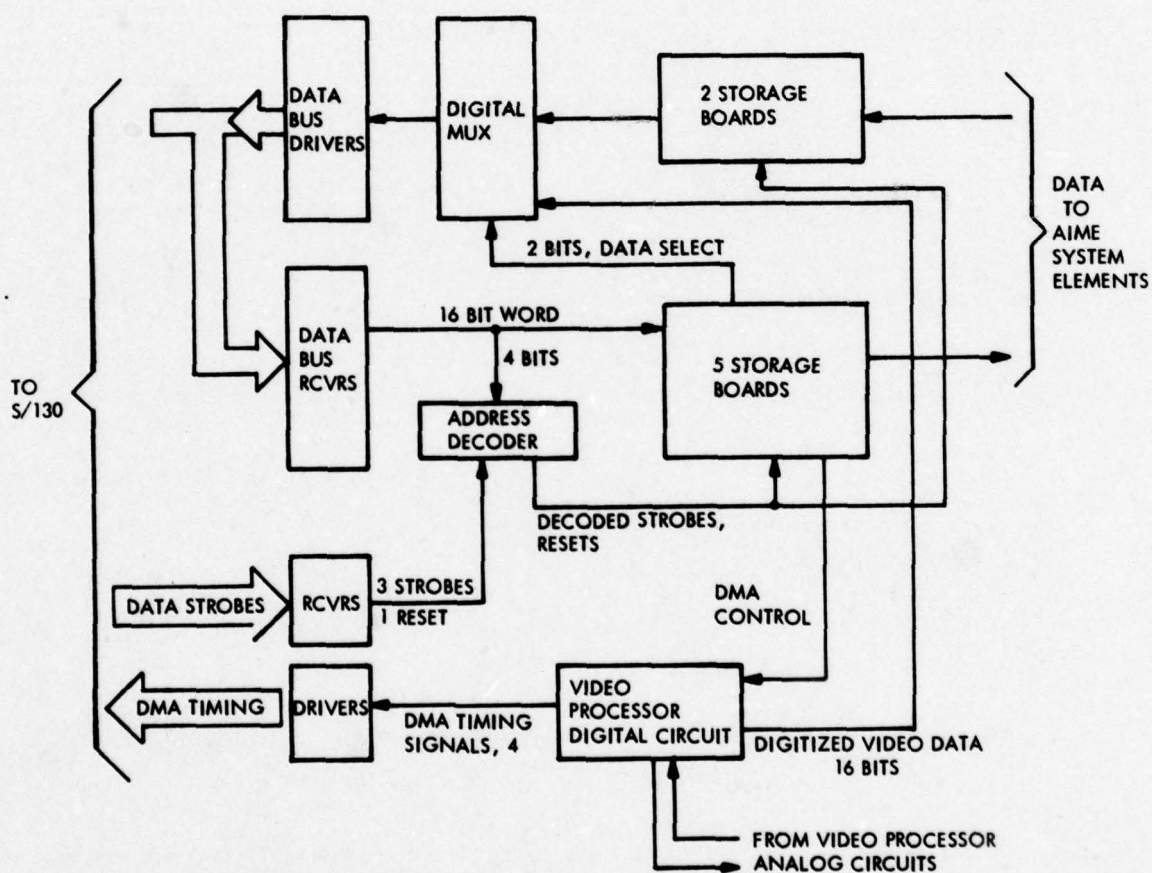 DATA
BUS
DRIVERS
DIGITAL
MUX
2 STORAGE
BOARDS
DATA
TO
AIME
SYSTEM
ELEMENTS
2 BITS, DATA SELECT
DATA
BUS
RCVRS
16 BIT WORD
4 BITS
5 STORAGE
BOARDS
TO
S/130
ADDRESS
DECODER
DECODED STROBES,
RESETS
DATA STROBES
RCVRS
3 STROBES
1 RESET
DMA
CONTROL
DMA TIMING
DRIVERS
DMA TIMING
SIGNALS, 4
VIDEO
PROCESSOR
DIGITAL CIRCUIT
DIGITIZED VIDEO DATA
16 BITS
FROM VIDEO PROCESSOR
ANALOG CIRCUITS